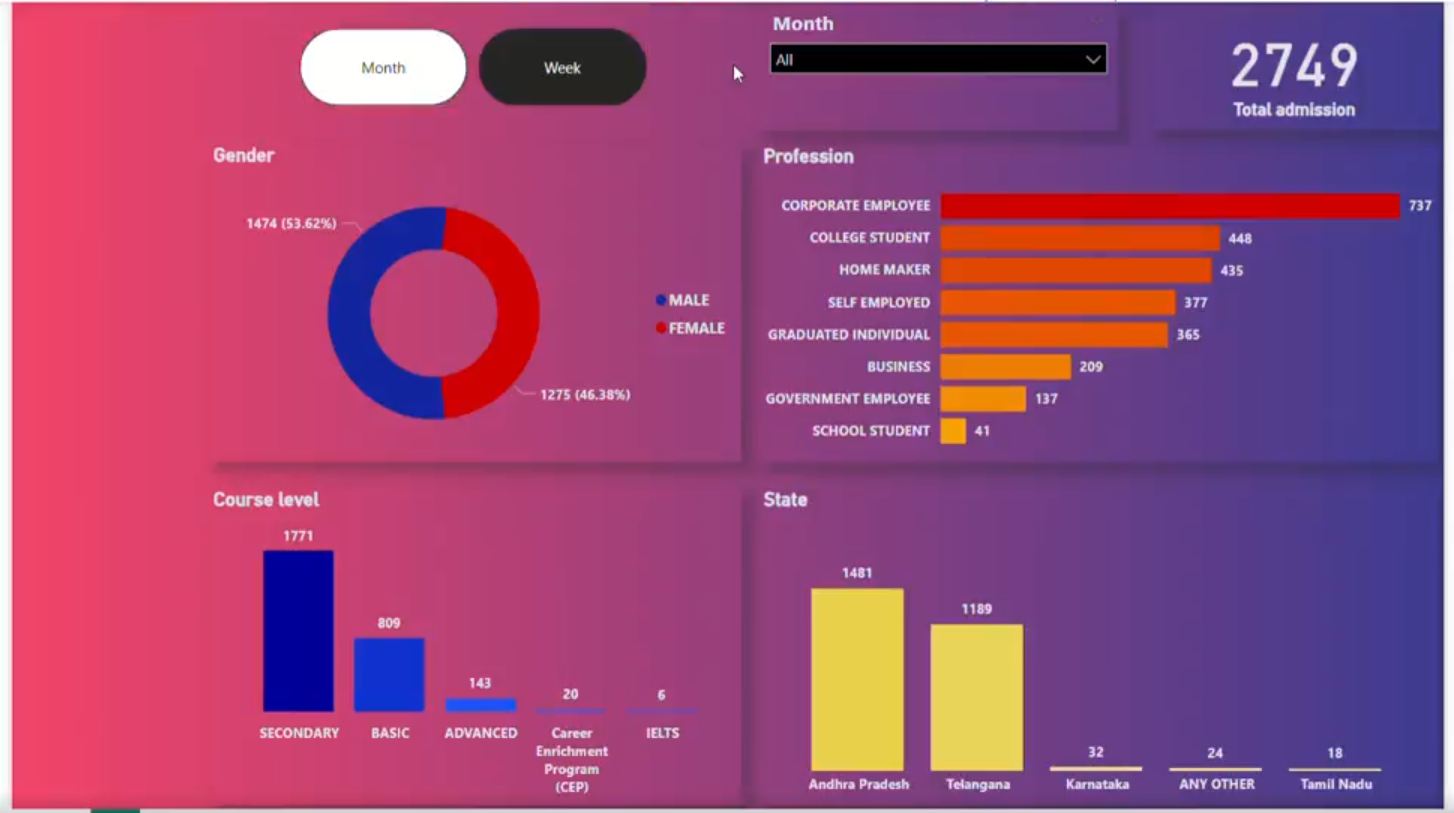 Month
Week
Month
All
2749
Total admission
Gender
1474 (53.62%)
1275 (46.38%)
MALE
FEMALE
Profession
CORPORATE EMPLOYEE 737
COLLEGE STUDENT 448
HOME MAKER 435
SELF EMPLOYED 377
GRADUATED INDIVIDUAL 365
BUSINESS 209
GOVERNMENT EMPLOYEE 137
SCHOOL STUDENT 41
Course level
1771
809
143
20
6
SECONDARY
BASIC
ADVANCED
Career
Enrichment
Program
(CEP)
IELTS
State
1481
1189
32
24
18
Andhra Pradesh
Telangana
Karnataka
ANY OTHER
Tamil Nadu